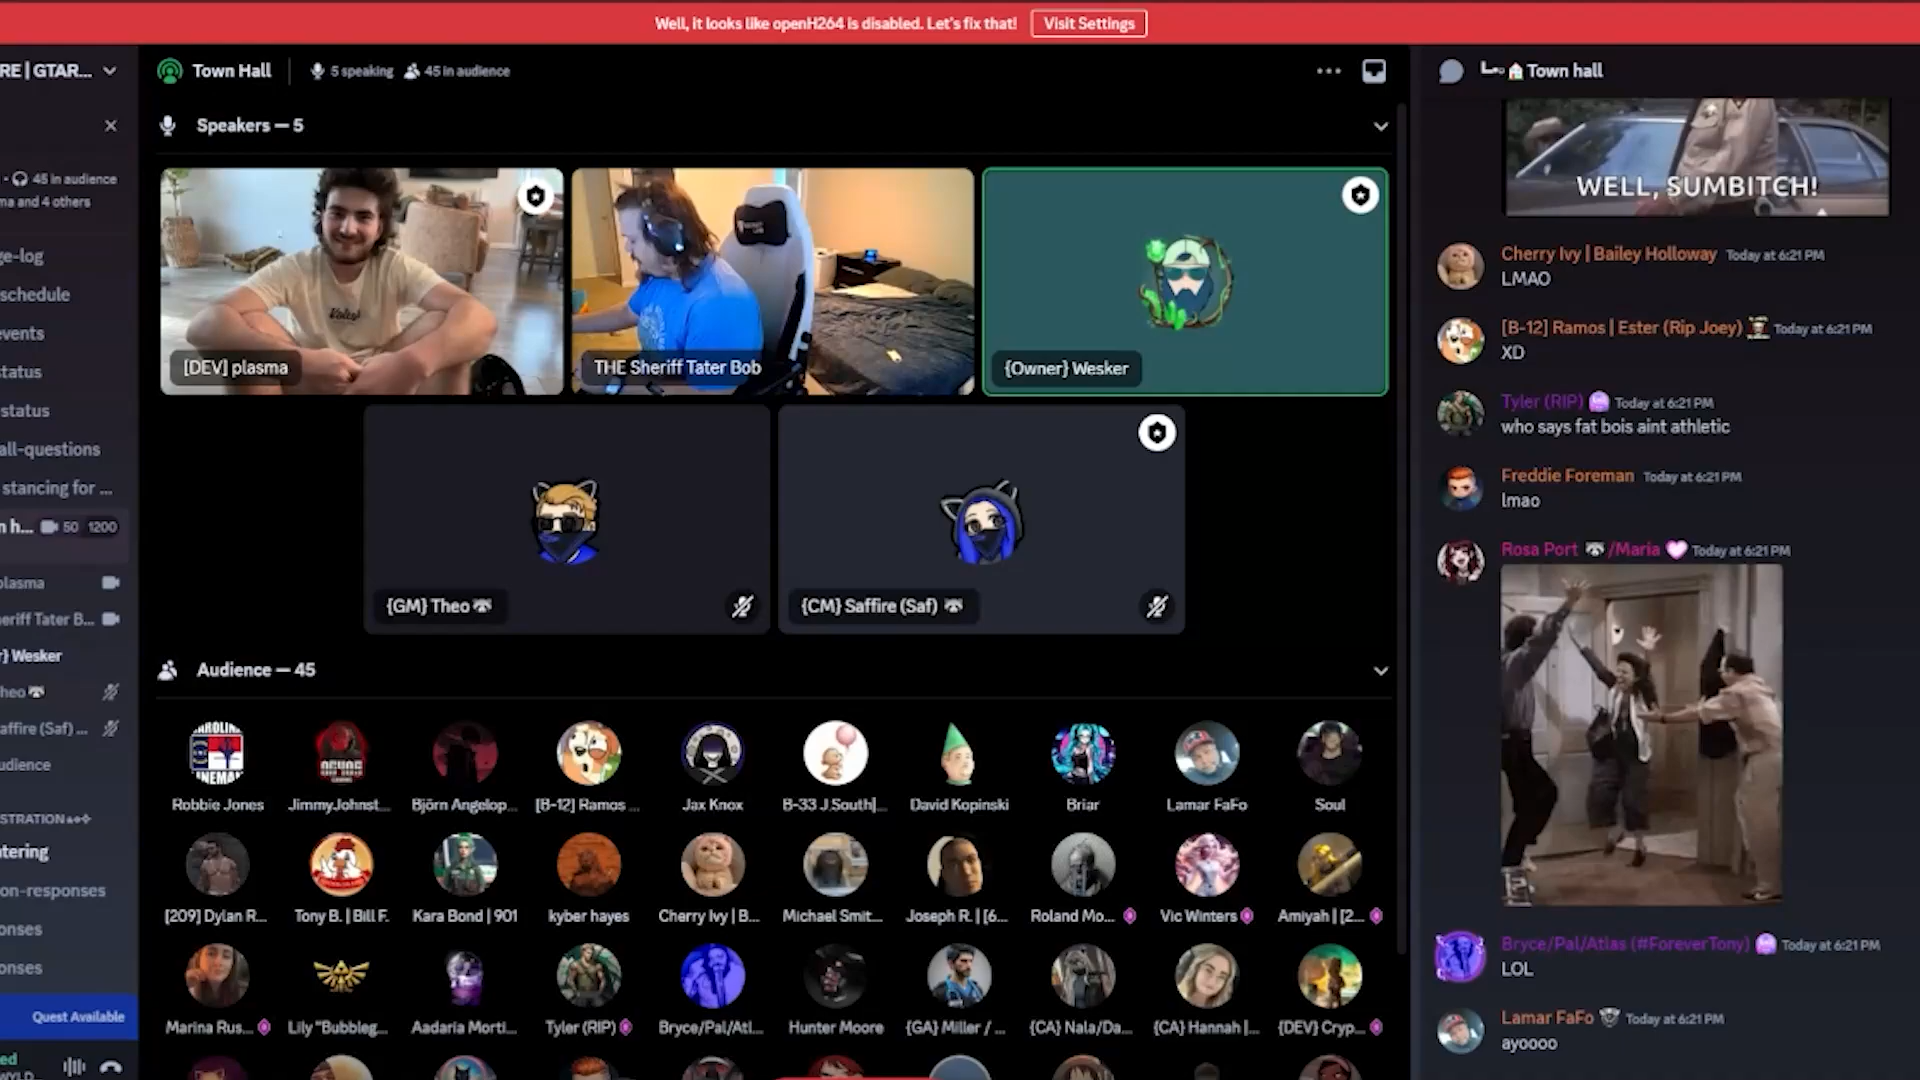 Well, it looks like openH264 is disabled. Let's fix that!
Visit Settings
RE | GTAR...
45 in audience
ma and 4 others
ge-log
schedule
events
status
status
all-questions
stancing for ...
n h... 50 1200
plasma
eriff Tater B...
r} Wesker
heo
affire (Saf) ...
udience
STRATION
tering
on-responses
onses
onses
Quest Available
ed
WYLD...
Town Hall
5 speaking
45 in audience
Speakers — 5
[DEV] plasma
THE Sheriff Tater Bob
{Owner} Wesker
{GM} Theo
{CM} Saffire (Saf)
Audience — 45
Robbie Jones
JimmyJohnst...
Björn Angelop...
[B-12] Ramos ...
Jax Knox
B-33 J.South|...
David Kopinski
Briar
Lamar FaFo
Soul
[209] Dylan R...
Tony B. | Bill F.
Kara Bond | 901
kyber hayes
Cherry Ivy | B...
Michael Smit...
Joseph R. | [6...
Roland Mo...
Vic Winters
Amiyah | [2...
Marina Rus...
Lily "Bubbleg...
Aadaria Morti...
Tyler (RIP)
Bryce/Pal/Atl...
Hunter Moore
{GA} Miller / ...
{CA} Nala/Da...
{CA} Hannah |...
{DEV} Cryp...
Town hall
WELL, SUMBITCH!
Cherry Ivy | Bailey Holloway Today at 6:21 PM
LMAO
[B-12] Ramos | Ester (Rip Joey) Today at 6:21 PM
XD
Tyler (RIP) Today at 6:21 PM
who says fat bois aint athletic
Freddie Foreman Today at 6:21 PM
lmao
Rosa Port /Maria Today at 6:21 PM
Bryce/Pal/Atlas (#ForeverTony) Today at 6:21 PM
LOL
Lamar FaFo Today at 6:21 PM
ayoooo